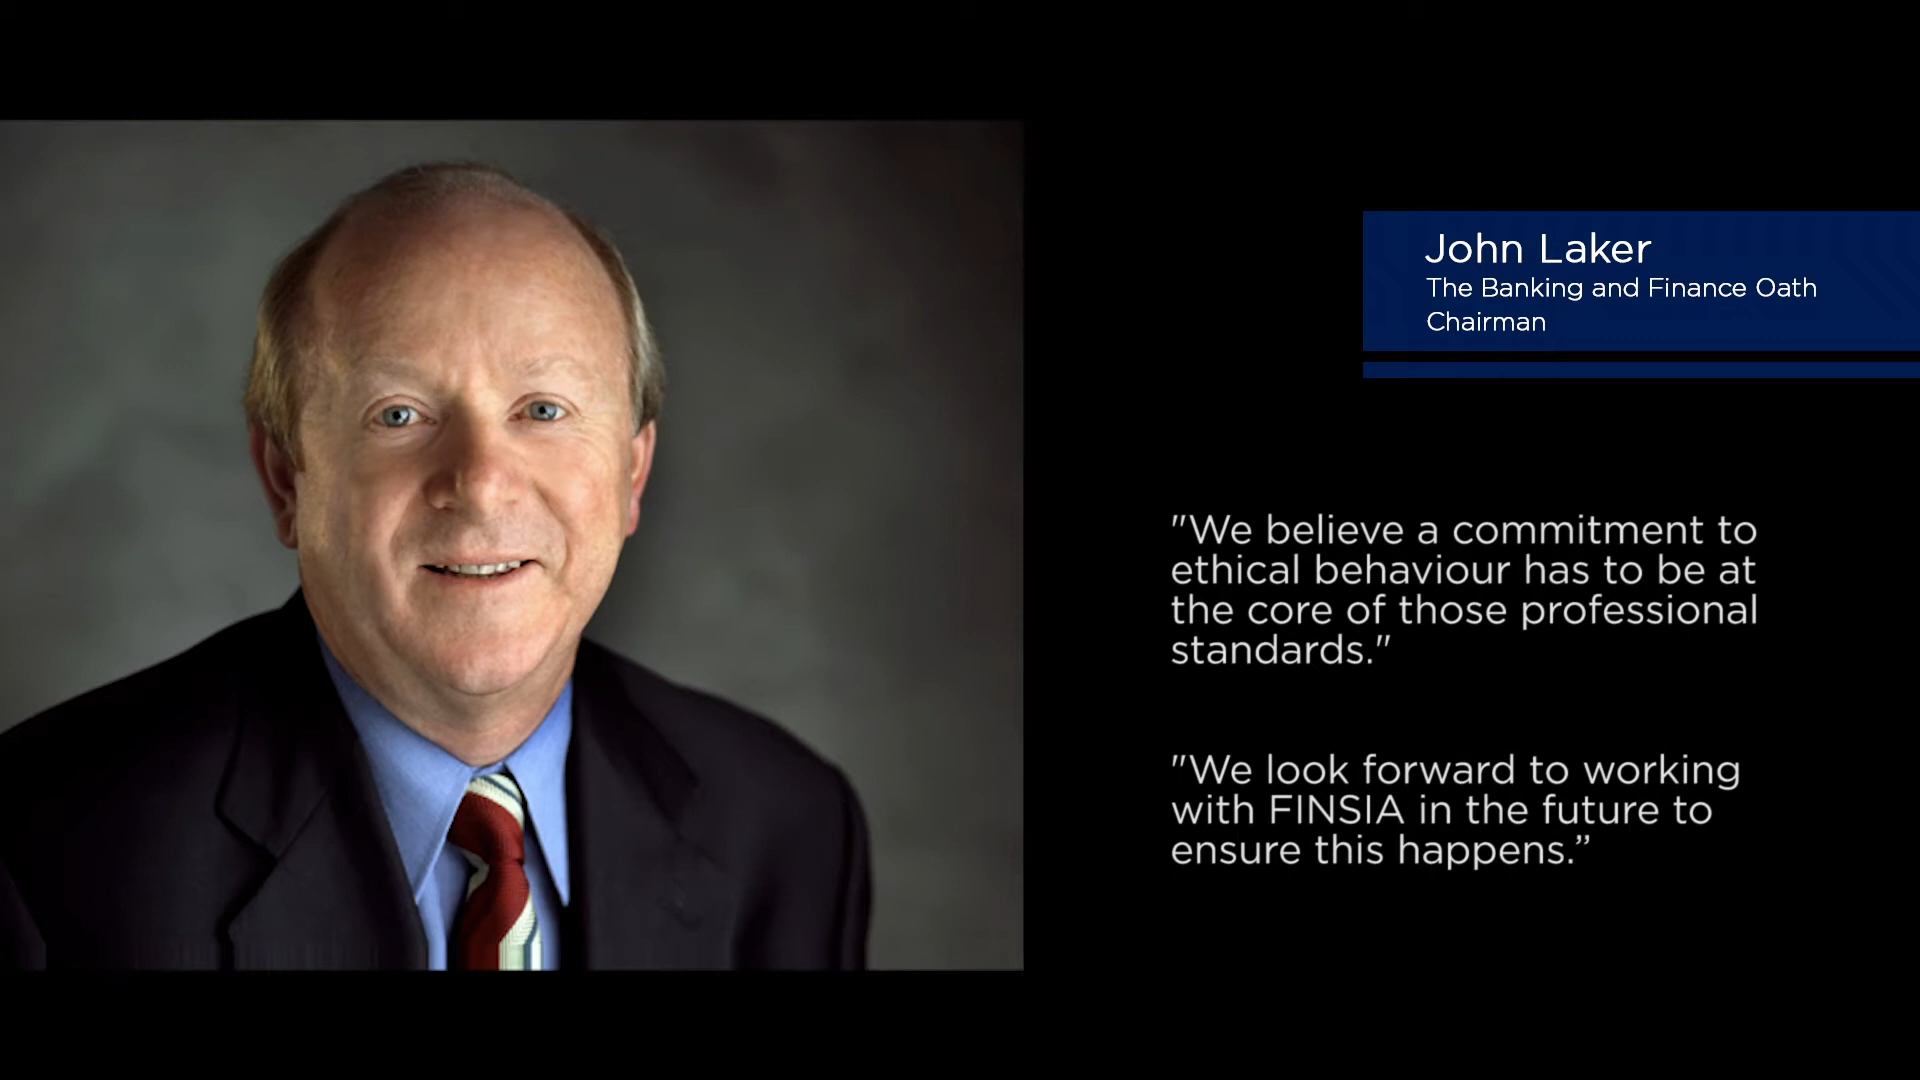 John Laker
The Banking and Finance Oath
Chairman
"We believe a commitment to
ethical behaviour has to be at
the core of those professional
standards."
"We look forward to working
with FINSIA in the future to
ensure this happens.”